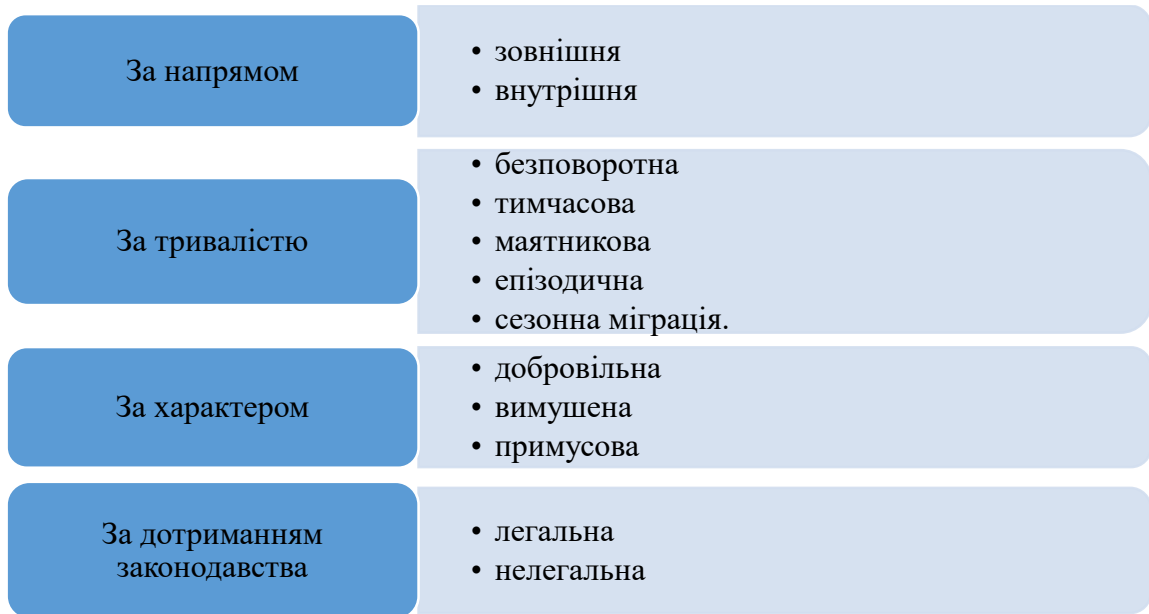 За напрямом
• зовнішня
• внутрішня
За тривалістю
• безповоротна
• тимчасова
• маятникова
• епізодична
• сезонна міграція.
За характером
• добровільна
• вимушена
• примусова
За дотриманням
законодавства
• легальна
• нелегальна